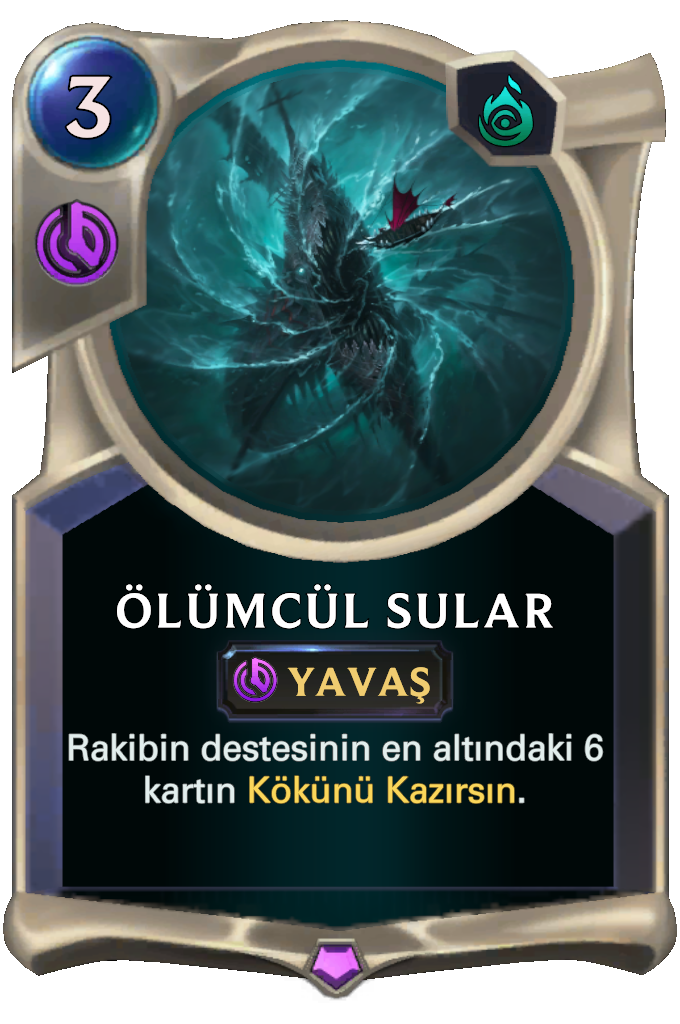 3
ÖLÜMCÜL SULAR
YAVAŞ
Rakibin destesinin en altındaki 6
kartın Kökünü Kazırsın.